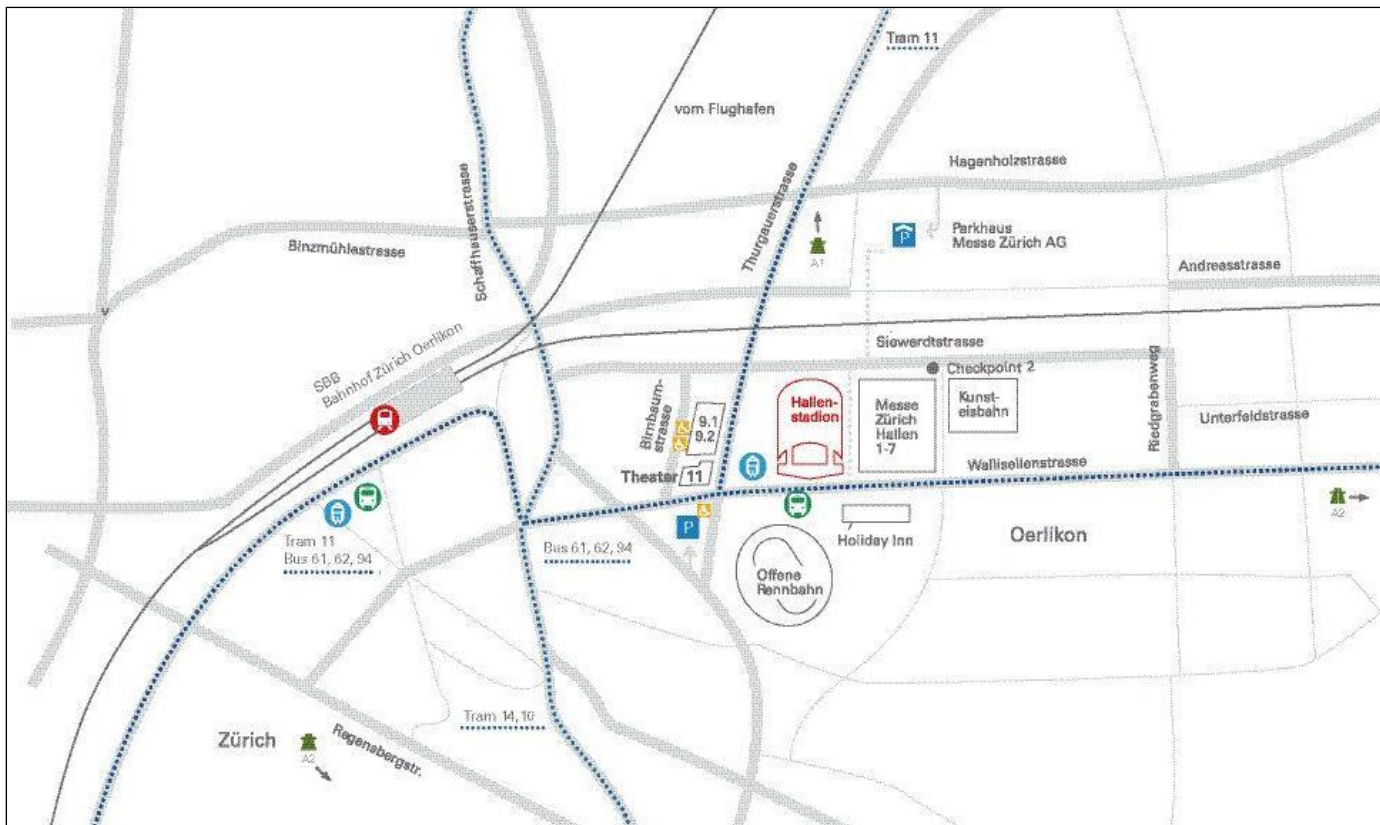 Tram 11
vom Flughafen
Hagenholzstrasse
Schaffhauserstrasse
Thurgauerstrasse
P
Parkhaus
Messe Zürich AG
Binzmühlestrasse
A1
Andreasstrasse
v
Siewerdtstrasse
SBB
Bahnhof Zürich Oerlikon
Checkpoint 2
Riedgrabenweg
Birnbaum-
strasse
9.1
9.2
Hallen-
stadion
Messe
Zürich
Hallen
1-7
Kunst-
eisbahn
Unterfeldstrasse
Wallisellenstrasse
Theater 11
A2
P
Holiday Inn
Oerlikon
Tram 11
Bus 61, 62, 94
Bus 61, 62, 94
Offene
Rennbahn
Tram 14, 10
Zürich
A2
Regensbergstr.